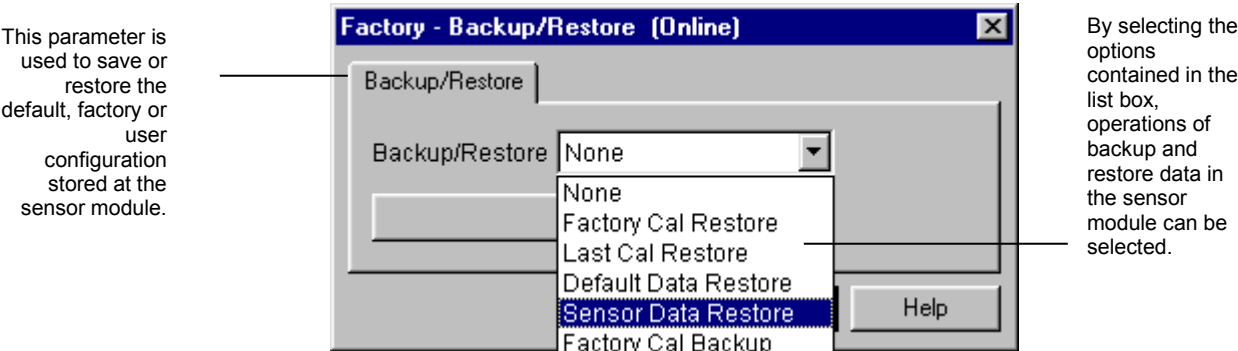 This parameter is
used to save or
restore the
default, factory or
user
configuration
stored at the
sensor module.
Factory - Backup/Restore (Online)
Backup/Restore
Backup/Restore None
None
Factory Cal Restore
Last Cal Restore
Default Data Restore
Sensor Data Restore
Factory Cal Backup
Help
By selecting the
options
contained in the
list box,
operations of
backup and
restore data in
the sensor
module can be
selected.